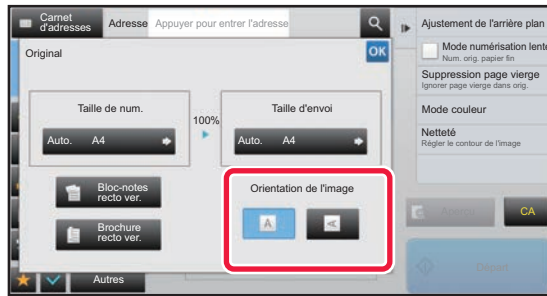 Carnet
d'adresses
Adresse
Appuyer pour entrer l'adresse
Original
OK
Taille de num.
Auto. A4
100%
Taille d'envoi
Auto. A4
Bloc-notes
recto ver.
Brochure
recto ver.
Orientation de l'image
A
A
Autres
Ajustement de l'arrière plan
Mode numérisation lente
Num. orig. papier fin
Suppression page vierge
Ignorer page vierge dans orig.
Mode couleur
Netteté
Régler le contour de l'image
Aperçu
CA
Départ